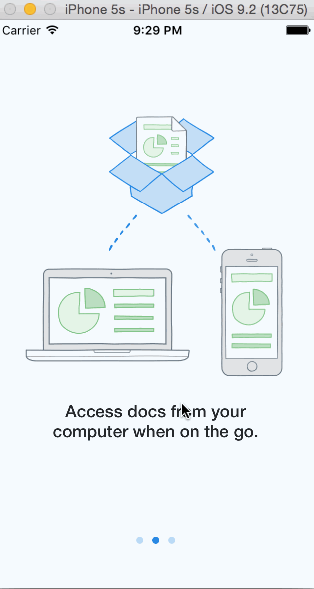 iPhone 5s - iPhone 5s / iOS 9.2 (13C75)
Carrier 9:29 PM
Access docs from your
computer when on the go.